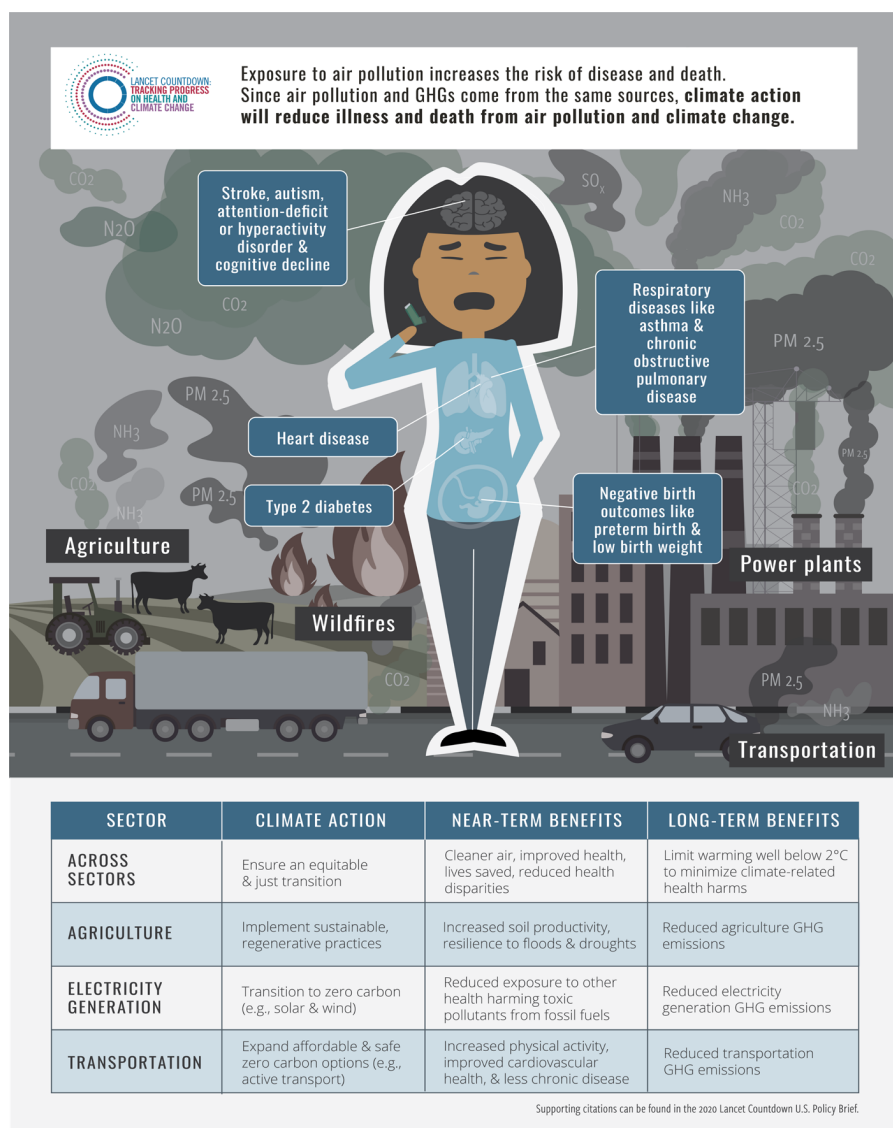 LANCET COUNTDOWN:
TRACKING PROGRESS
ON HEALTH AND
CLIMATE CHANGE
Exposure to air pollution increases the risk of disease and death.
Since air pollution and GHGs come from the same sources, climate action
will reduce illness and death from air pollution and climate change.
CO2
SOx
NH3
N2O
CO2
CO2
Stroke, autism,
attention-deficit
or hyperactivity
disorder &
cognitive decline
CO2
N2O
Respiratory
diseases like
asthma &
chronic
obstructive
pulmonary
disease
PM 2.5
PM 2.5
NH3
Heart disease
PM 2.5
CO2
PM 2.5
CO2
NH3
Type 2 diabetes
Negative birth
outcomes like
preterm birth &
low birth weight
Agriculture
Power plants
Wildfires
CO2
PM 2.5
NH3
Transportation
SECTOR
CLIMATE ACTION
NEAR-TERM BENEFITS
LONG-TERM BENEFITS
ACROSS
SECTORS
Ensure an equitable
& just transition
Cleaner air, improved health,
lives saved, reduced health
disparities
Limit warming well below 2°C
to minimize climate-related
health harms
AGRICULTURE
Implement sustainable,
regenerative practices
Increased soil productivity,
resilience to floods & droughts
Reduced agriculture GHG
emissions
ELECTRICITY
GENERATION
Transition to zero carbon
(e.g., solar & wind)
Reduced exposure to other
health harming toxic
pollutants from fossil fuels
Reduced electricity
generation GHG emissions
TRANSPORTATION
Expand affordable & safe
zero carbon options (e.g.,
active transport)
Increased physical activity,
improved cardiovascular
health, & less chronic disease
Reduced transportation
GHG emissions
Supporting citations can be found in the 2020 Lancet Countdown U.S. Policy Brief.